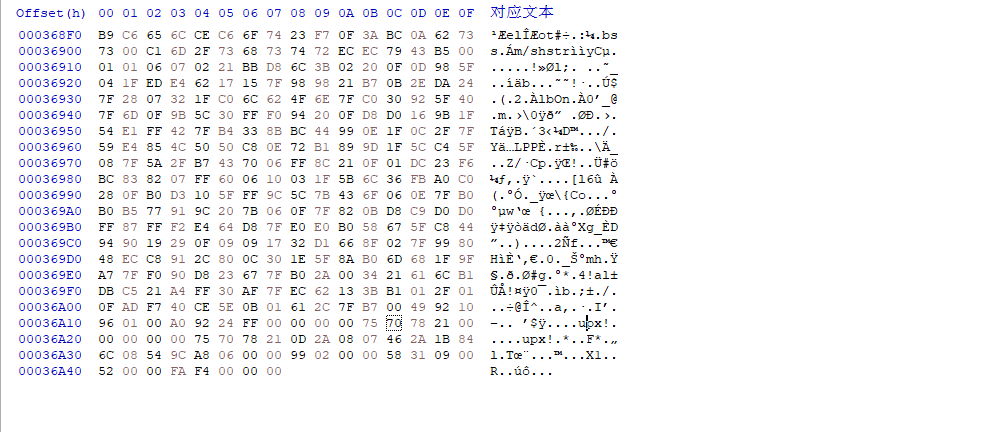 Offset(h) 00 01 02 03 04 05 06 07 08 09 0A 0B 0C 0D 0E 0F 对应文本
000368F0 B9 C6 65 6C CE C6 6F 74 23 F7 0F 3A BC 0A 62 73 ¹ÆelÎÆot#÷.:¼.bs
00036900 73 00 C1 6D 2F 73 68 73 74 72 EC EC 79 43 B5 00 s.Ám/shstrììyCµ.
00036910 01 01 06 07 02 21 BB D8 6C 3B 02 20 0F 0D 98 5F .....!»Øl;. ..˜_
00036920 04 1F ED E4 62 17 15 7F 98 98 21 B7 0B 2E DA 24 ..íäb...˜˜!·..Ú$
00036930 7F 28 07 32 1F C0 6C 62 4F 6E 7F C0 30 92 5F 40 .(.2.ÀlbOn.À0’_@
00036940 7F 6D 0F 9B 5C 30 FF F0 94 20 0F D8 D0 16 9B 1F .m.›\0ÿð” .ØÐ.›.
00036950 54 E1 FF 42 7F B4 33 8B BC 44 99 0E 1F 0C 2F 7F TáÿB.´3‹¼D™.../.
00036960 59 E4 85 4C 50 50 C8 0E 72 B1 89 9D 1F 5C C4 5F Yä…LPPÈ.r±‰..\Ä_
00036970 08 7F 5A 2F B7 43 70 06 FF 8C 21 0F 01 DC 23 F6 ..Z/·Cp.ÿŒ!..Ü#ö
00036980 BC 83 82 07 FF 60 06 10 03 1F 5B 6C 36 FB A0 C0 ¼ƒ‚.ÿ`....[l6û À
00036990 28 0F B0 D3 10 5F FF 9C 5C 7B 43 6F 06 0E 7F B0 (.°Ó._ÿœ\{Co...°
000369A0 B0 B5 77 91 9C 20 7B 06 0F 7F 82 0B D8 C9 D0 D0 °µw‘œ {...‚.ØÉÐÐ
000369B0 FF 87 FF F2 E4 64 D8 7F E0 E0 B0 58 67 5F C8 44 ÿ‡ÿòädØ.àà°Xg_ÈD
000369C0 94 90 19 29 0F 09 09 17 32 D1 66 8F 02 7F 99 80 ”..)....2Ñf...™€
000369D0 48 EC C8 91 2C 80 0C 30 1E 5F 8A B0 6D 68 1F 9F HìÈ‘,€.0._Š°mh.Ÿ
000369E0 A7 7F F0 90 D8 23 67 7F B0 2A 00 34 21 61 6C B1 §.ð.Ø#g.°*.4!al±
000369F0 DB C5 21 A4 FF 30 AF 7F EC 62 13 3B B1 01 2F 01 ÛÅ!¤ÿ0¯.ìb.;±./.
00036A00 0F AD F7 40 CE 5E 0B 01 61 2C 7F B7 00 49 92 10 .­÷@Î^..a,.·.I’.
00036A10 96 01 00 A0 92 24 FF 00 00 00 00 75 70 78 21 00 –.. ’$ÿ....upx!.
00036A20 00 00 00 00 75 70 78 21 0D 2A 08 07 46 2A 1B 84 ....upx!.*..F*.„
00036A30 6C 08 54 9C A8 06 00 00 99 02 00 00 58 31 09 00 l.Tœ¨...™...X1..
00036A40 52 00 00 FA F4 00 00 00 R..úô...